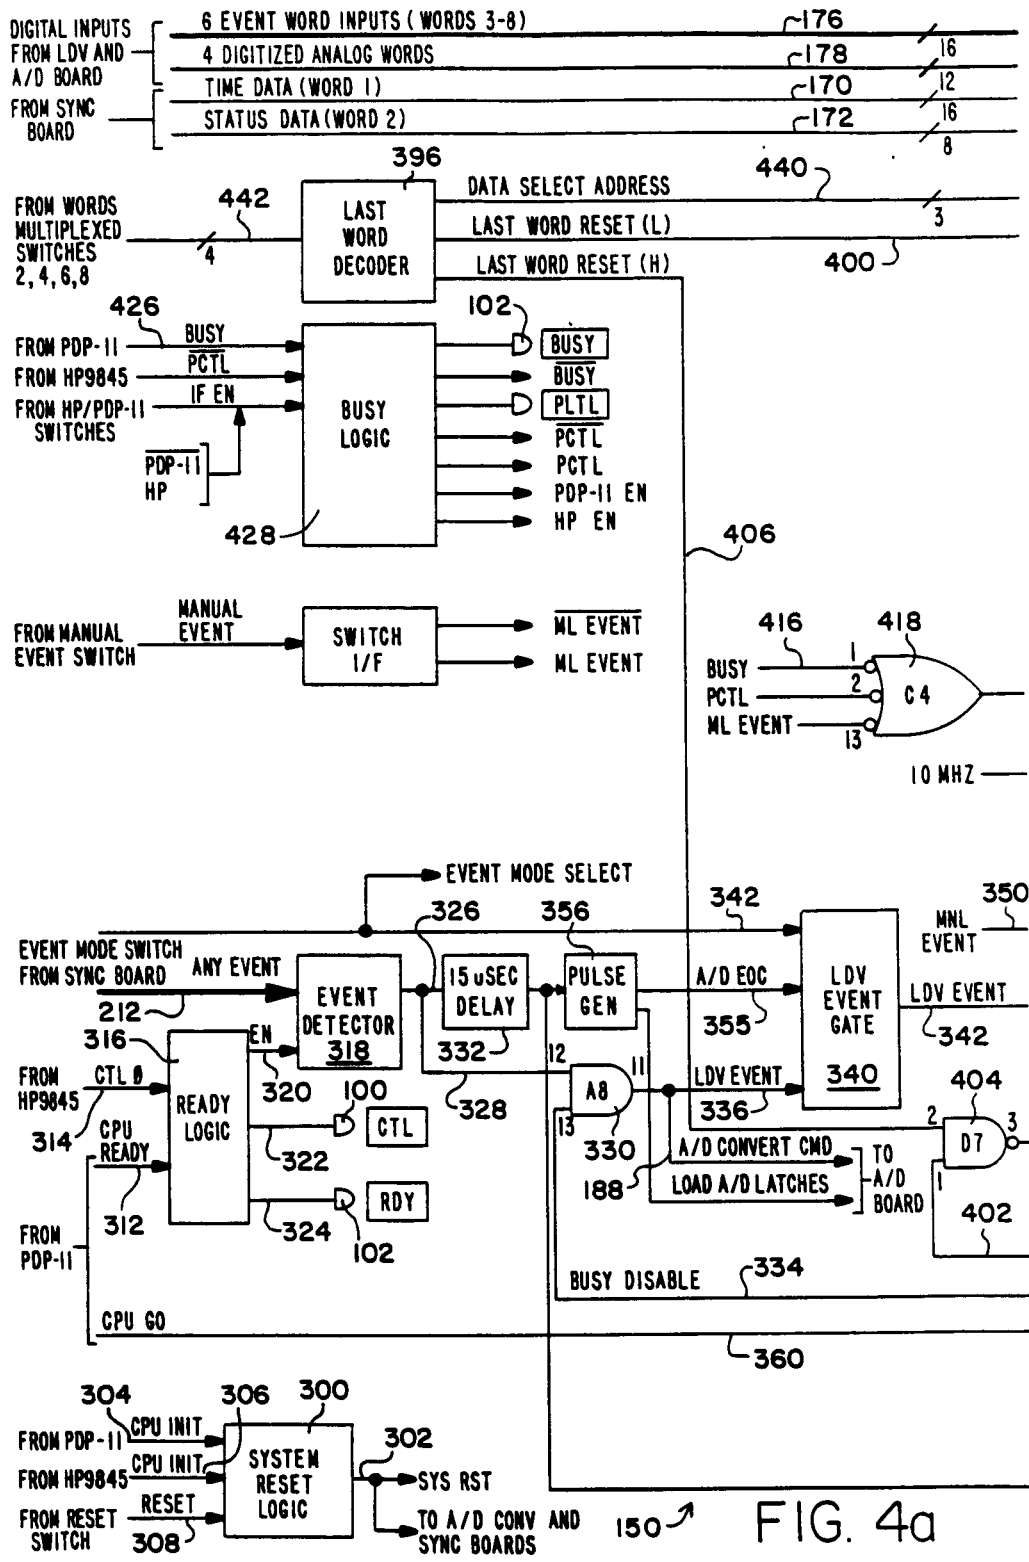 DIGITAL INPUTS
FROM LDV AND
A/D BOARD
6 EVENT WORD INPUTS (WORDS 3-8)
176
16
4 DIGITIZED ANALOG WORDS
178
12
FROM SYNC
BOARD
TIME DATA (WORD 1)
170
16
STATUS DATA (WORD 2)
172
8
396
FROM WORDS
MULTIPLEXED
SWITCHES
2, 4, 6, 8
442
4
LAST
WORD
DECODER
DATA SELECT ADDRESS
440
3
LAST WORD RESET (L)
400
LAST WORD RESET (H)
426
FROM PDP-11
BUSY
FROM HP9845
PCTL
FROM HP/PDP-11
SWITCHES
IF EN
PDP-11
HP
BUSY
LOGIC
428
102
BUSY
BUSY
PLTL
PCTL
PCTL
PDP-11 EN
HP EN
406
FROM MANUAL
EVENT SWITCH
MANUAL
EVENT
SWITCH
I/F
ML EVENT
ML EVENT
416
418
BUSY
1
PCTL
2
ML EVENT
13
C4
10 MHZ
EVENT MODE SELECT
326
356
342
350
MNL
EVENT
EVENT MODE SWITCH
FROM SYNC BOARD
ANY EVENT
212
EVENT
DETECTOR
318
15 uSEC
DELAY
332
PULSE
GEN
A/D EOC
355
LDV
EVENT
GATE
340
LDV EVENT
342
316
EN
320
FROM
HP9845
CTL 0
314
READY
LOGIC
CPU
READY
312
100
CTL
322
324
RDY
102
328
12
13
A8
11
330
LDV EVENT
336
404
2
D7
3
1
402
A/D CONVERT CMD
188
LOAD A/D LATCHES
TO
A/D
BOARD
FROM
PDP-11
BUSY DISABLE
334
CPU GO
360
304
306
300
302
FROM PDP-11
CPU INIT
FROM HP9845
CPU INIT
FROM RESET
SWITCH
RESET
308
SYSTEM
RESET
LOGIC
SYS RST
TO A/D CONV AND
SYNC BOARDS
150
FIG. 4a